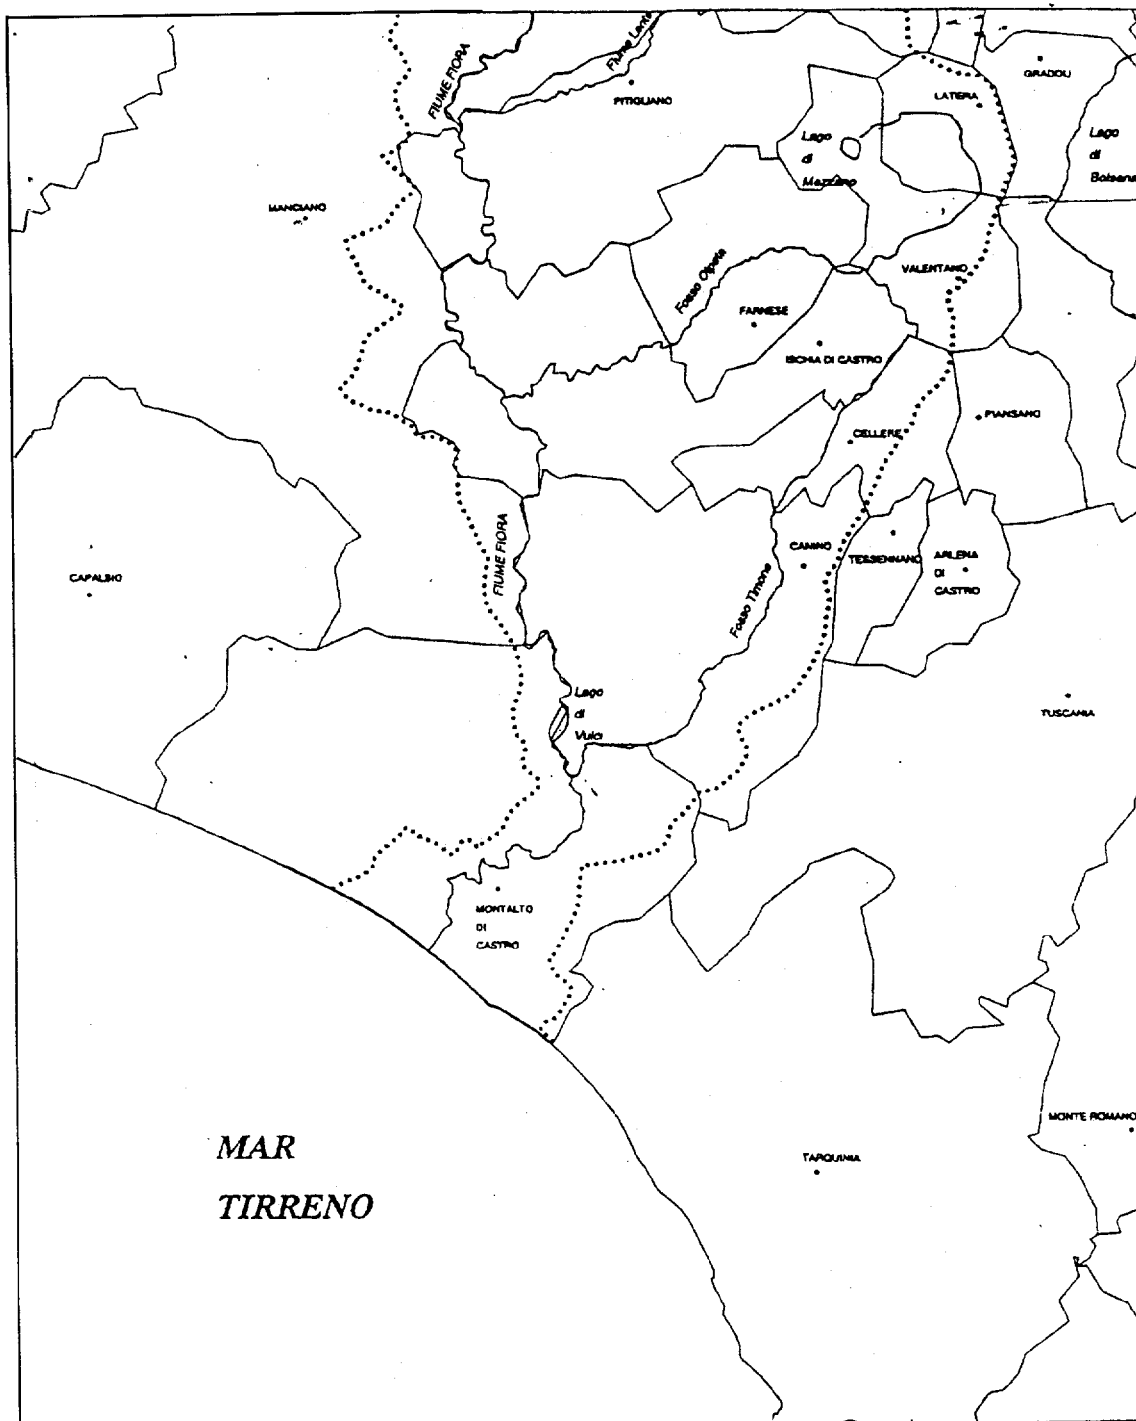 FIUME FIORA
Fiume Lente
PITIGLIANO
GRADOLI
LATERA
Lago
di
Mezzano
Lago
di
Bolsena
MANCIANO
VALENTANO
Fosso Olpeta
FARNESE
ISCHIA DI CASTRO
PIANSANO
CELLERE
FIUME FIORA
CANINO
TESSENNANO
ARLENA
DI
CASTRO
CAPALBIO
Fosso Timone
Lago
di
Vulci
TUSCANIA
MONTALTO
DI
CASTRO
MONTE ROMANO
MAR
TIRRENO
TARQUINIA